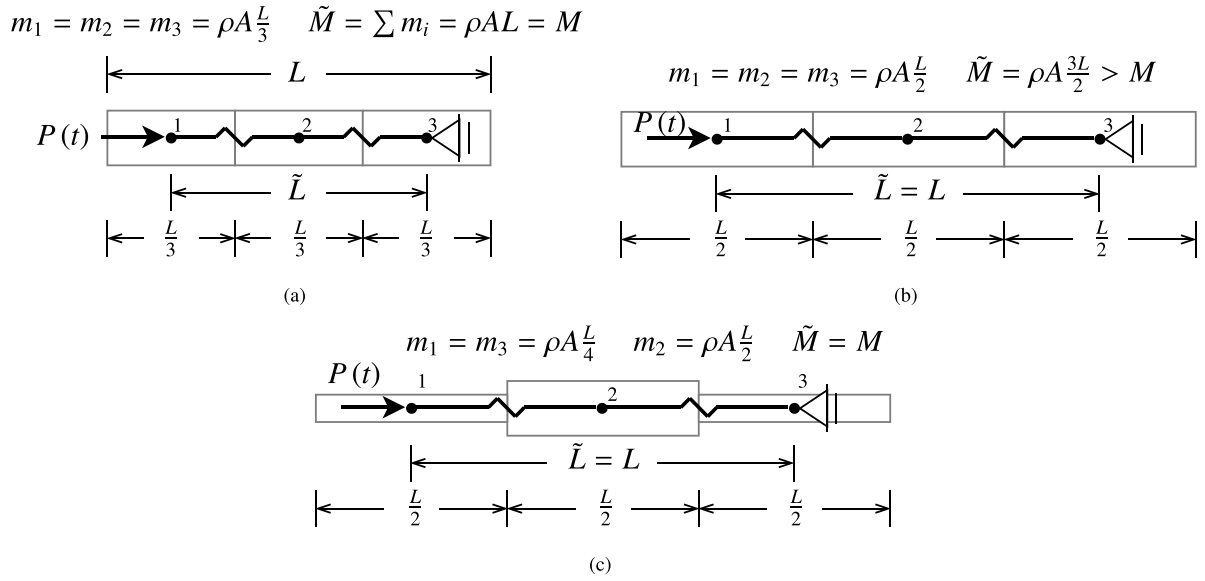 m₁ = m₂ = m₃ = ρA L/3    M̃ = ∑ mᵢ = ρAL = M
L
P(t) 1 2 3
L̃
L/3 L/3 L/3
(a)
m₁ = m₂ = m₃ = ρA L/2    M̃ = ρA 3L/2 > M
P(t) 1 2 3
L̃ = L
L/2 L/2 L/2
(b)
m₁ = m₃ = ρA L/4    m₂ = ρA L/2    M̃ = M
P(t) 1 2 3
L̃ = L
L/2 L/2 L/2
(c)